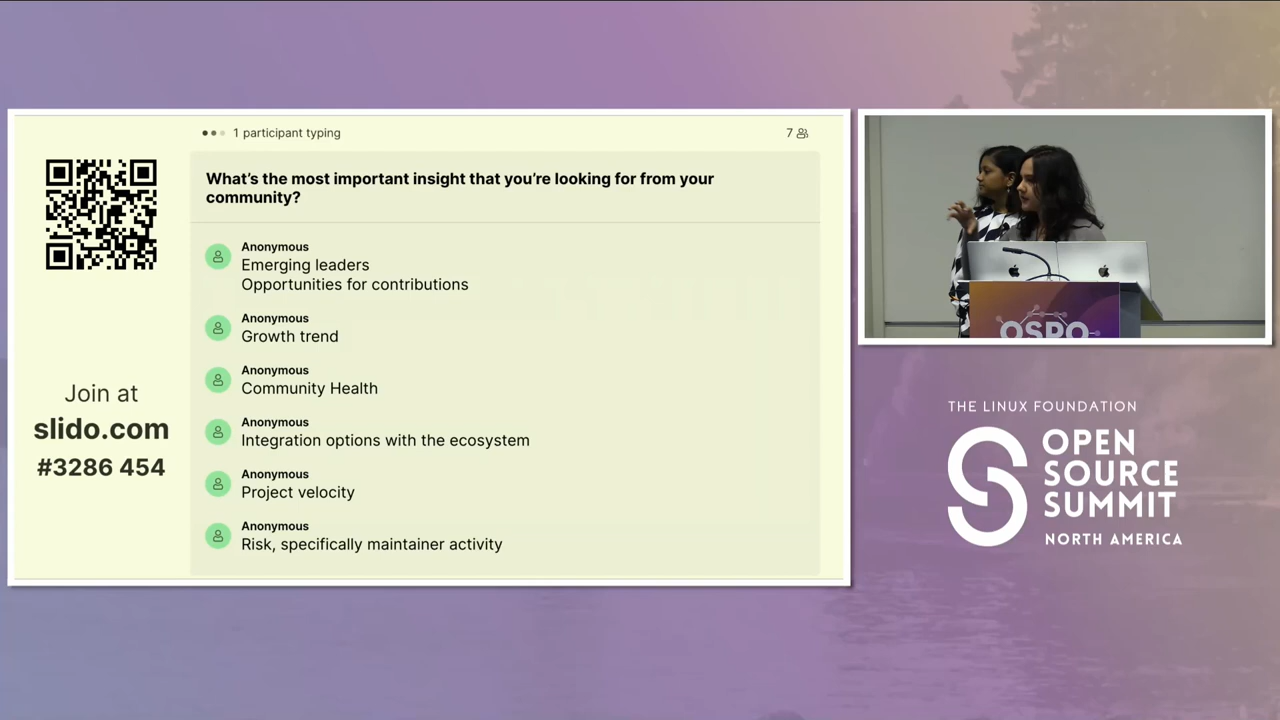 1 participant typing
7
What's the most important insight that you're looking for from your
community?
Anonymous
Emerging leaders
Opportunities for contributions
Anonymous
Growth trend
Anonymous
Community Health
Anonymous
Integration options with the ecosystem
Anonymous
Project velocity
Anonymous
Risk, specifically maintainer activity
Join at
slido.com
#3286 454
OSPO
THE LINUX FOUNDATION
OPEN
SOURCE
SUMMIT
NORTH AMERICA